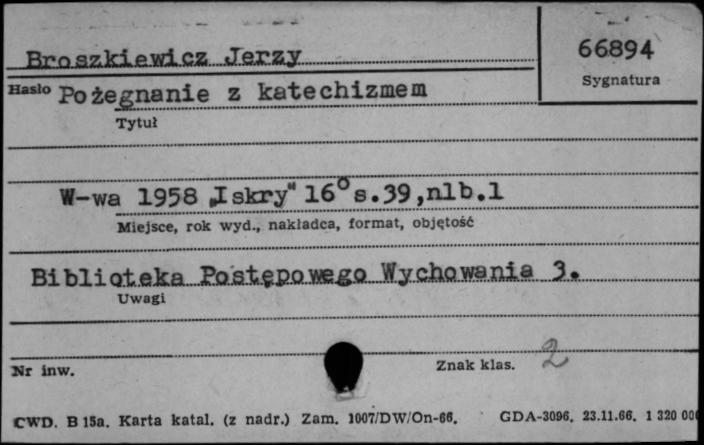 Broszkiewicz Jerzy
66894
Sygnatura
Hasło Pożegnanie z katechizmem
Tytuł
W-wa 1958 „Iskry" 16° s.39,nlb.1
Miejsce, rok wyd., nakładca, format, objętość
Biblioteka Postępowego Wychowania 3.
Uwagi
Nr inw.
Znak klas. 2
CWD. B 15a. Karta katal. (z nadr.) Zam. 1007/DW/On-66. GDA-3096. 23.11.66. 1 320 000